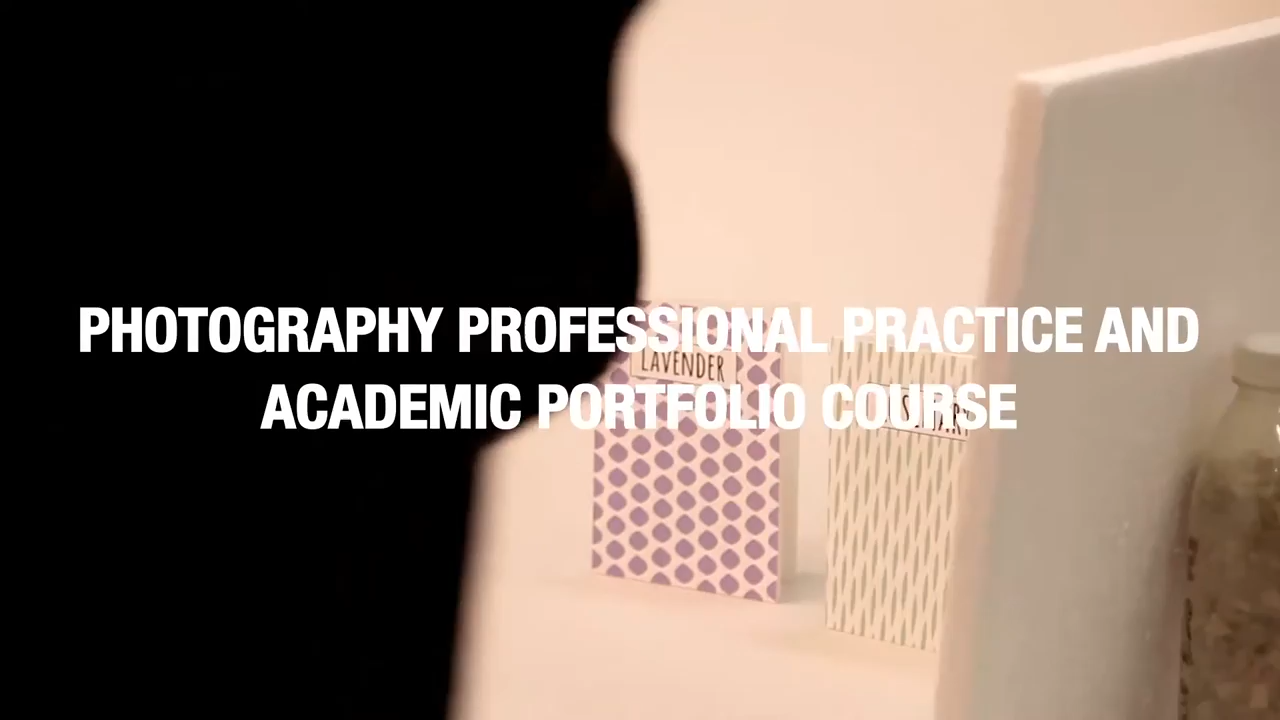 PHOTOGRAPHY PROFESSIONAL PRACTICE AND
ACADEMIC PORTFOLIO COURSE
LAVENDER